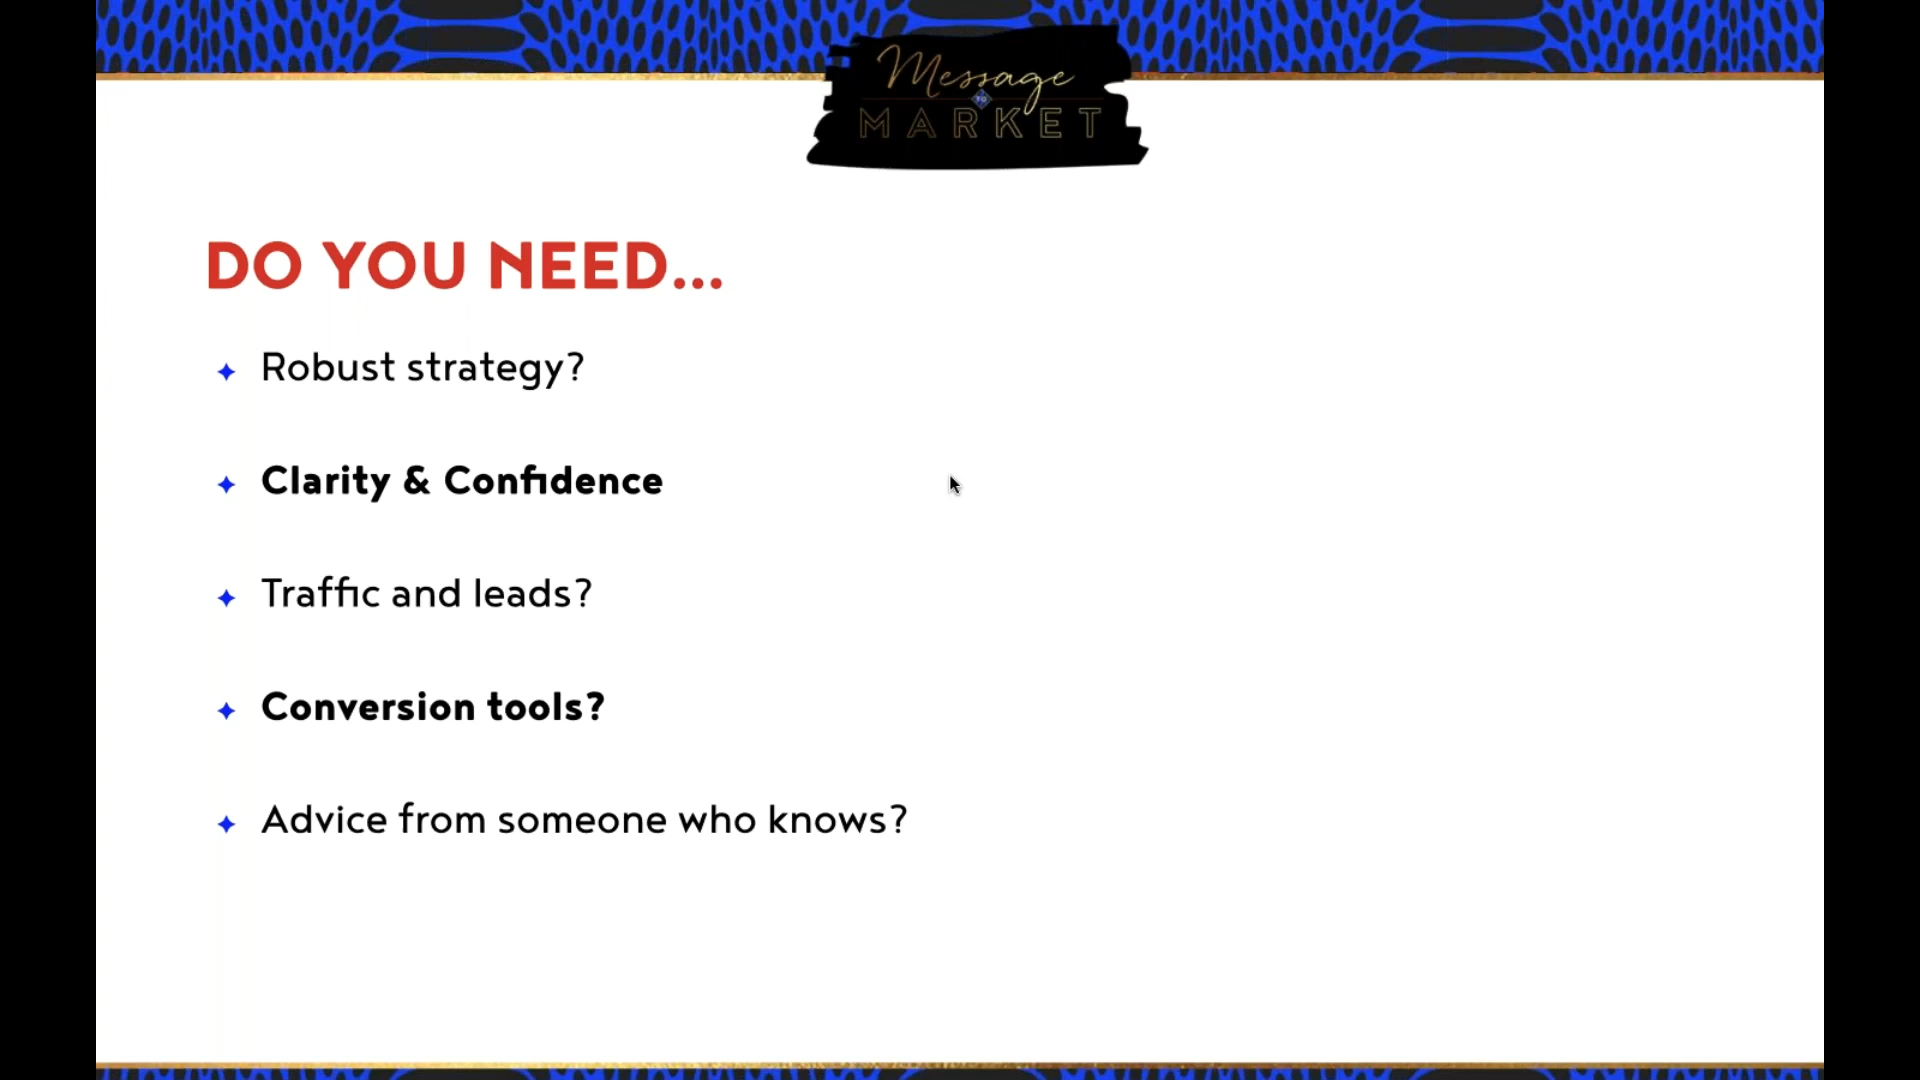 Message
TO
MARKET
DO YOU NEED...
Robust strategy?
Clarity & Confidence
Traffic and leads?
Conversion tools?
Advice from someone who knows?